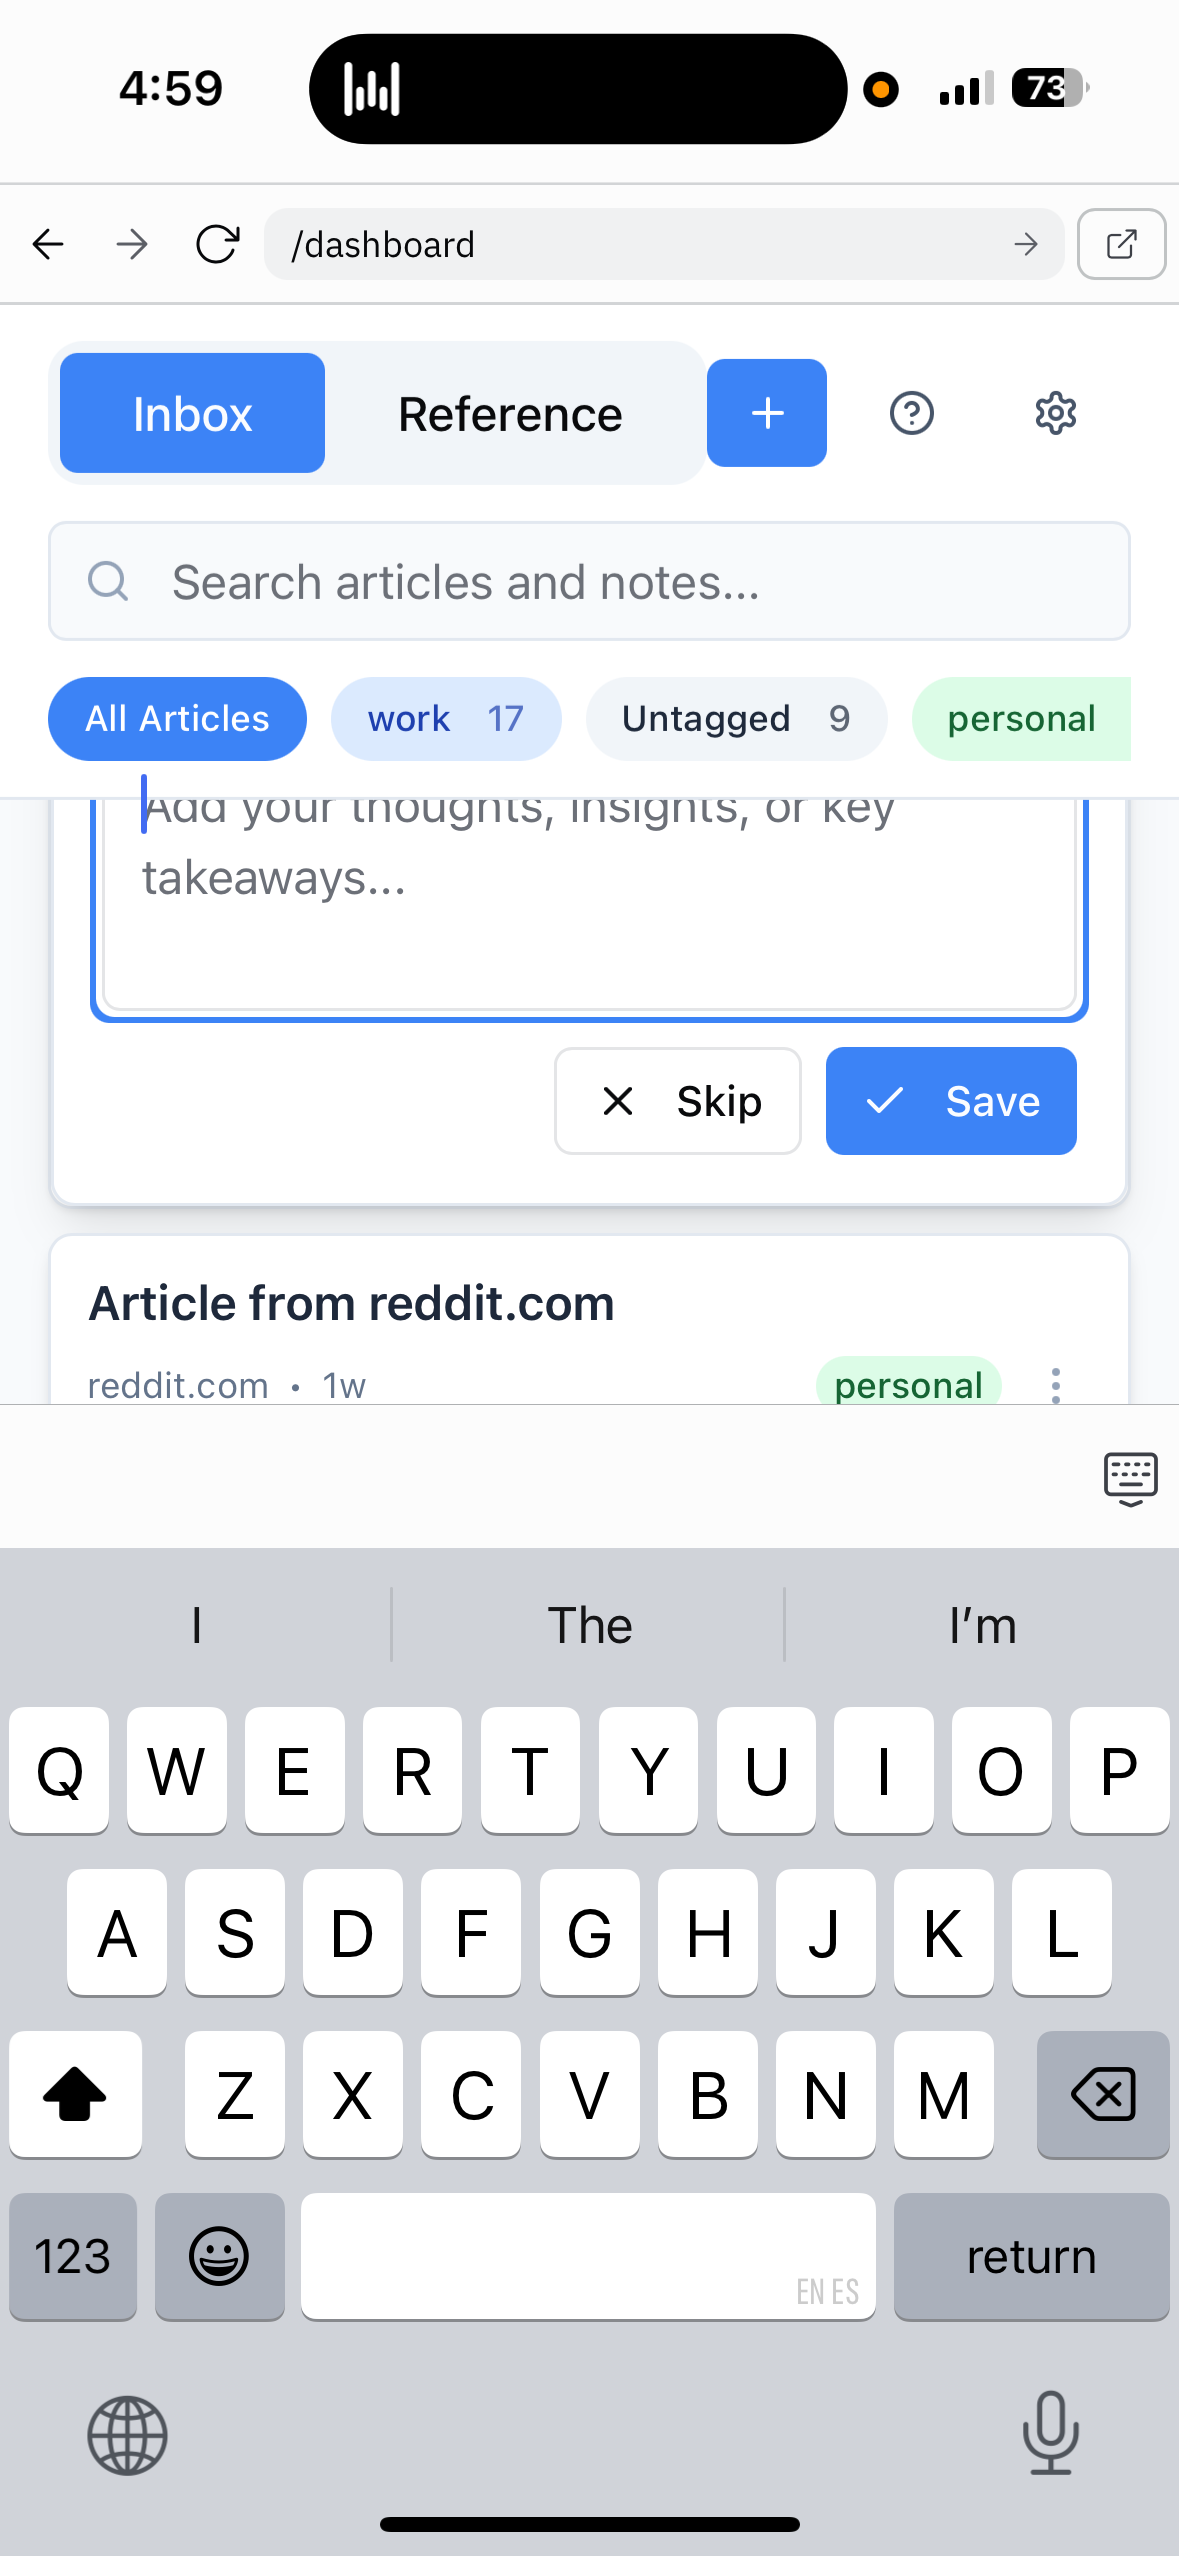 4:59
73
/dashboard
Inbox
Reference
Search articles and notes...
All Articles
work 17
Untagged 9
personal
Add your thoughts, insights, or key
takeaways...
Skip
Save
Article from reddit.com
reddit.com • 1w
personal
I
The
I’m
Q W E R T Y U I O P
A S D F G H J K L
Z X C V B N M
123
EN ES
return